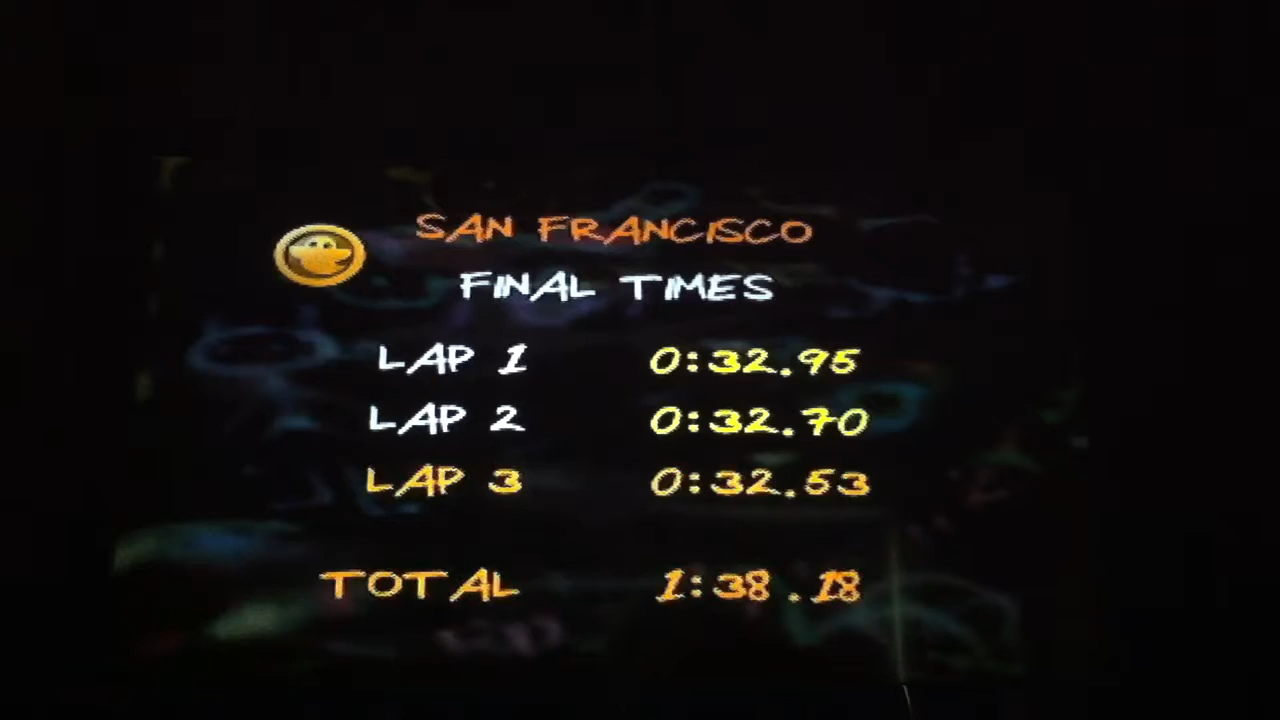 SAN FRANCISCO
FINAL TIMES
LAP 1 0:32.95
LAP 2 0:32.70
LAP 3 0:32.53
TOTAL 1:38.18